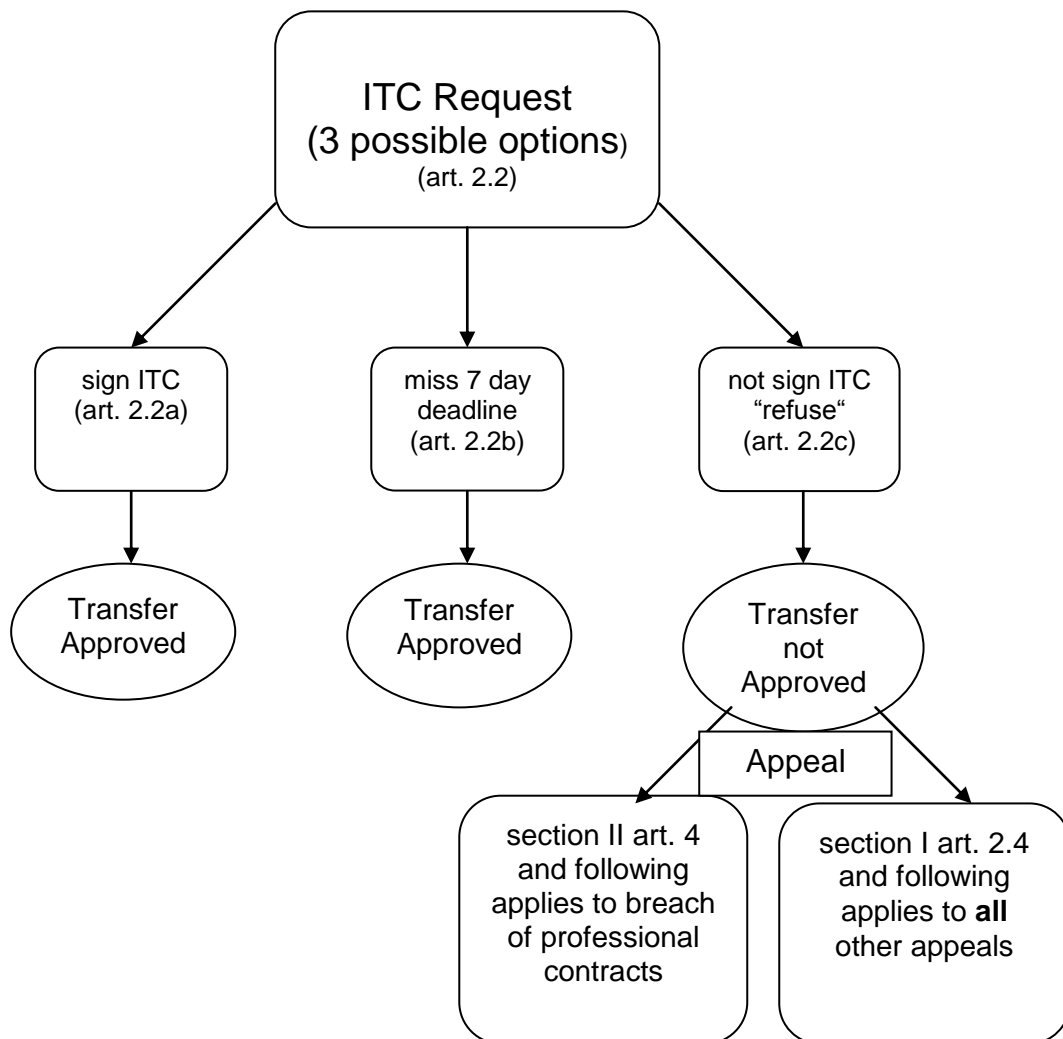 ITC Request
(3 possible options)
(art. 2.2)
sign ITC
(art. 2.2a)
miss 7 day
deadline
(art. 2.2b)
not sign ITC
“refuse“
(art. 2.2c)
Transfer
Approved
Transfer
Approved
Transfer
not
Approved
Appeal
section II art. 4
and following
applies to breach
of professional
contracts
section I art. 2.4
and following
applies to all
other appeals